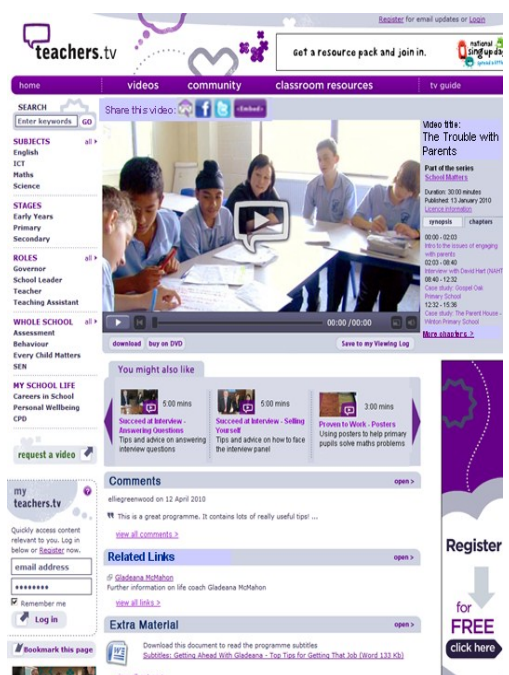 Register for email updates or Login
teachers.tv
Get a resource pack and join in.
national
singup day
home
videos
community
classroom resources
tv guide
SEARCH
Enter keywords GO
SUBJECTS all
English
ICT
Maths
Science
STAGES
Early Years
Primary
Secondary
ROLES all
Governor
School Leader
Teacher
Teaching Assistant
WHOLE SCHOOL all
Assessment
Behaviour
Every Child Matters
SEN
MY SCHOOL LIFE
Careers in School
Personal Wellbeing
CPD
request a video
my
teachers.tv
Quickly access content
relevant to you. Log in
below or Register now.
email address
••••••••
Remember me
Log in
Bookmark this page
Share this video:
<Embed>
00:00 /00:00
download
buy on DVD
Save to my Viewing Log
Video title:
The Trouble with
Parents
Part of the series
School Matters
Duration: 30:00 minutes
Published: 13 January 2010
Licence information
synopsis
chapters
00:00 - 02:03
Intro to the issues of engaging
with parents
02:03 - 08:40
Interview with David Hart (NAHT
08:40 - 12:32
Case study: Gospel Oak
Primary School
12:32 - 15:36
Case study: The Parent House -
Winton Primary School
More chapters >
You might also like
5:00 mins
Succeed at Interview -
Answering Questions
Tips and advice on answering
interview questions
5:00 mins
Succeed at Interview - Selling
Yourself
Tips and advice on how to face
the interview panel
3:00 mins
Proven to Work - Posters
Using posters to help primary
pupils solve maths problems
Comments
open >
elliegreenwood on 12 April 2010
" This is a great programme. It contains lots of really useful tips! ...
view all comments >
Related Links
open >
Gladeana McMahon
Further information on life coach Gladeana McMahon
view all links >
Extra Material
open >
Download this document to read the programme subtitles
Subtitles: Getting Ahead With Gladeana - Top Tips for Getting That Job (Word 133 Kb)
Register
for
FREE
click here